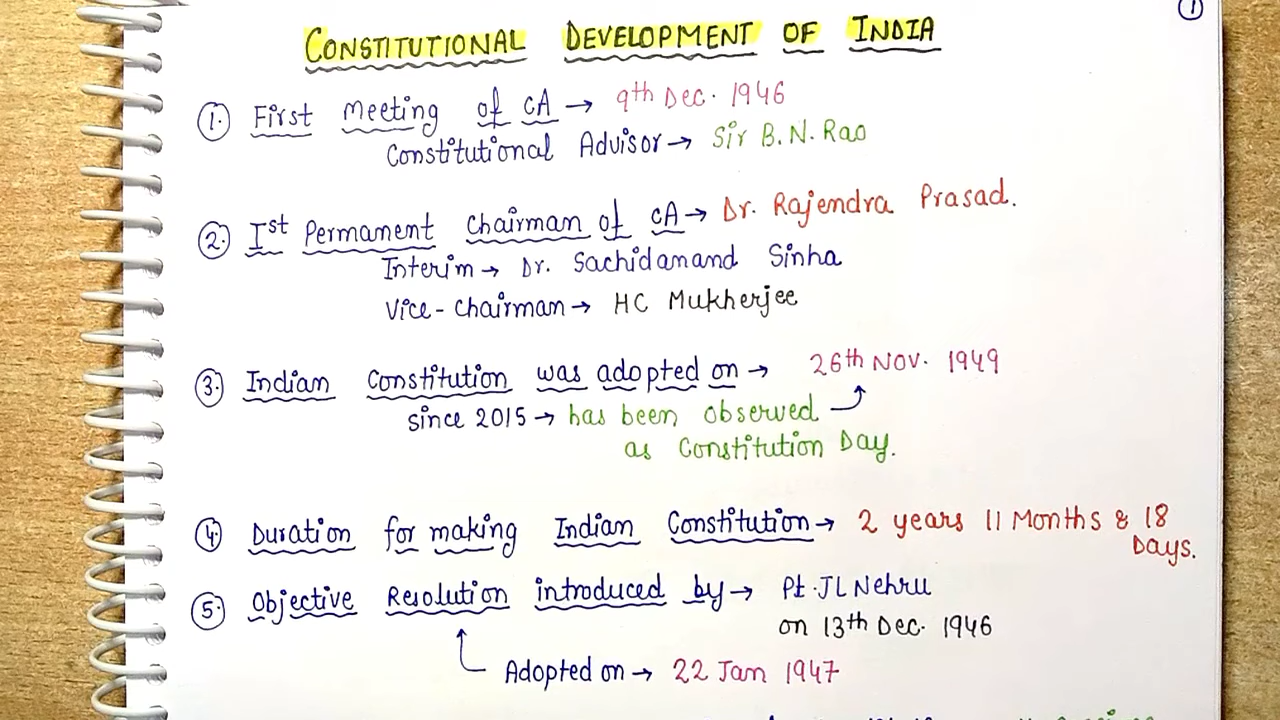 1
CONSTITUTIONAL DEVELOPMENT OF INDIA
1. First Meeting of CA → 9th Dec. 1946
Constitutional Advisor → Sir B.N. Rao
2. Ist Permanent Chairman of CA → Dr. Rajendra Prasad.
Interim → Dr. Sachidanand Sinha
Vice-Chairman → HC Mukherjee
3. Indian Constitution was adopted on → 26th Nov. 1949
since 2015 → has been observed
as Constitution Day.
4. Duration for making Indian Constitution → 2 years 11 Months & 18
Days.
5. Objective Resolution introduced by → Pt. JL Nehru
on 13th Dec. 1946
Adopted on → 22 Jan 1947